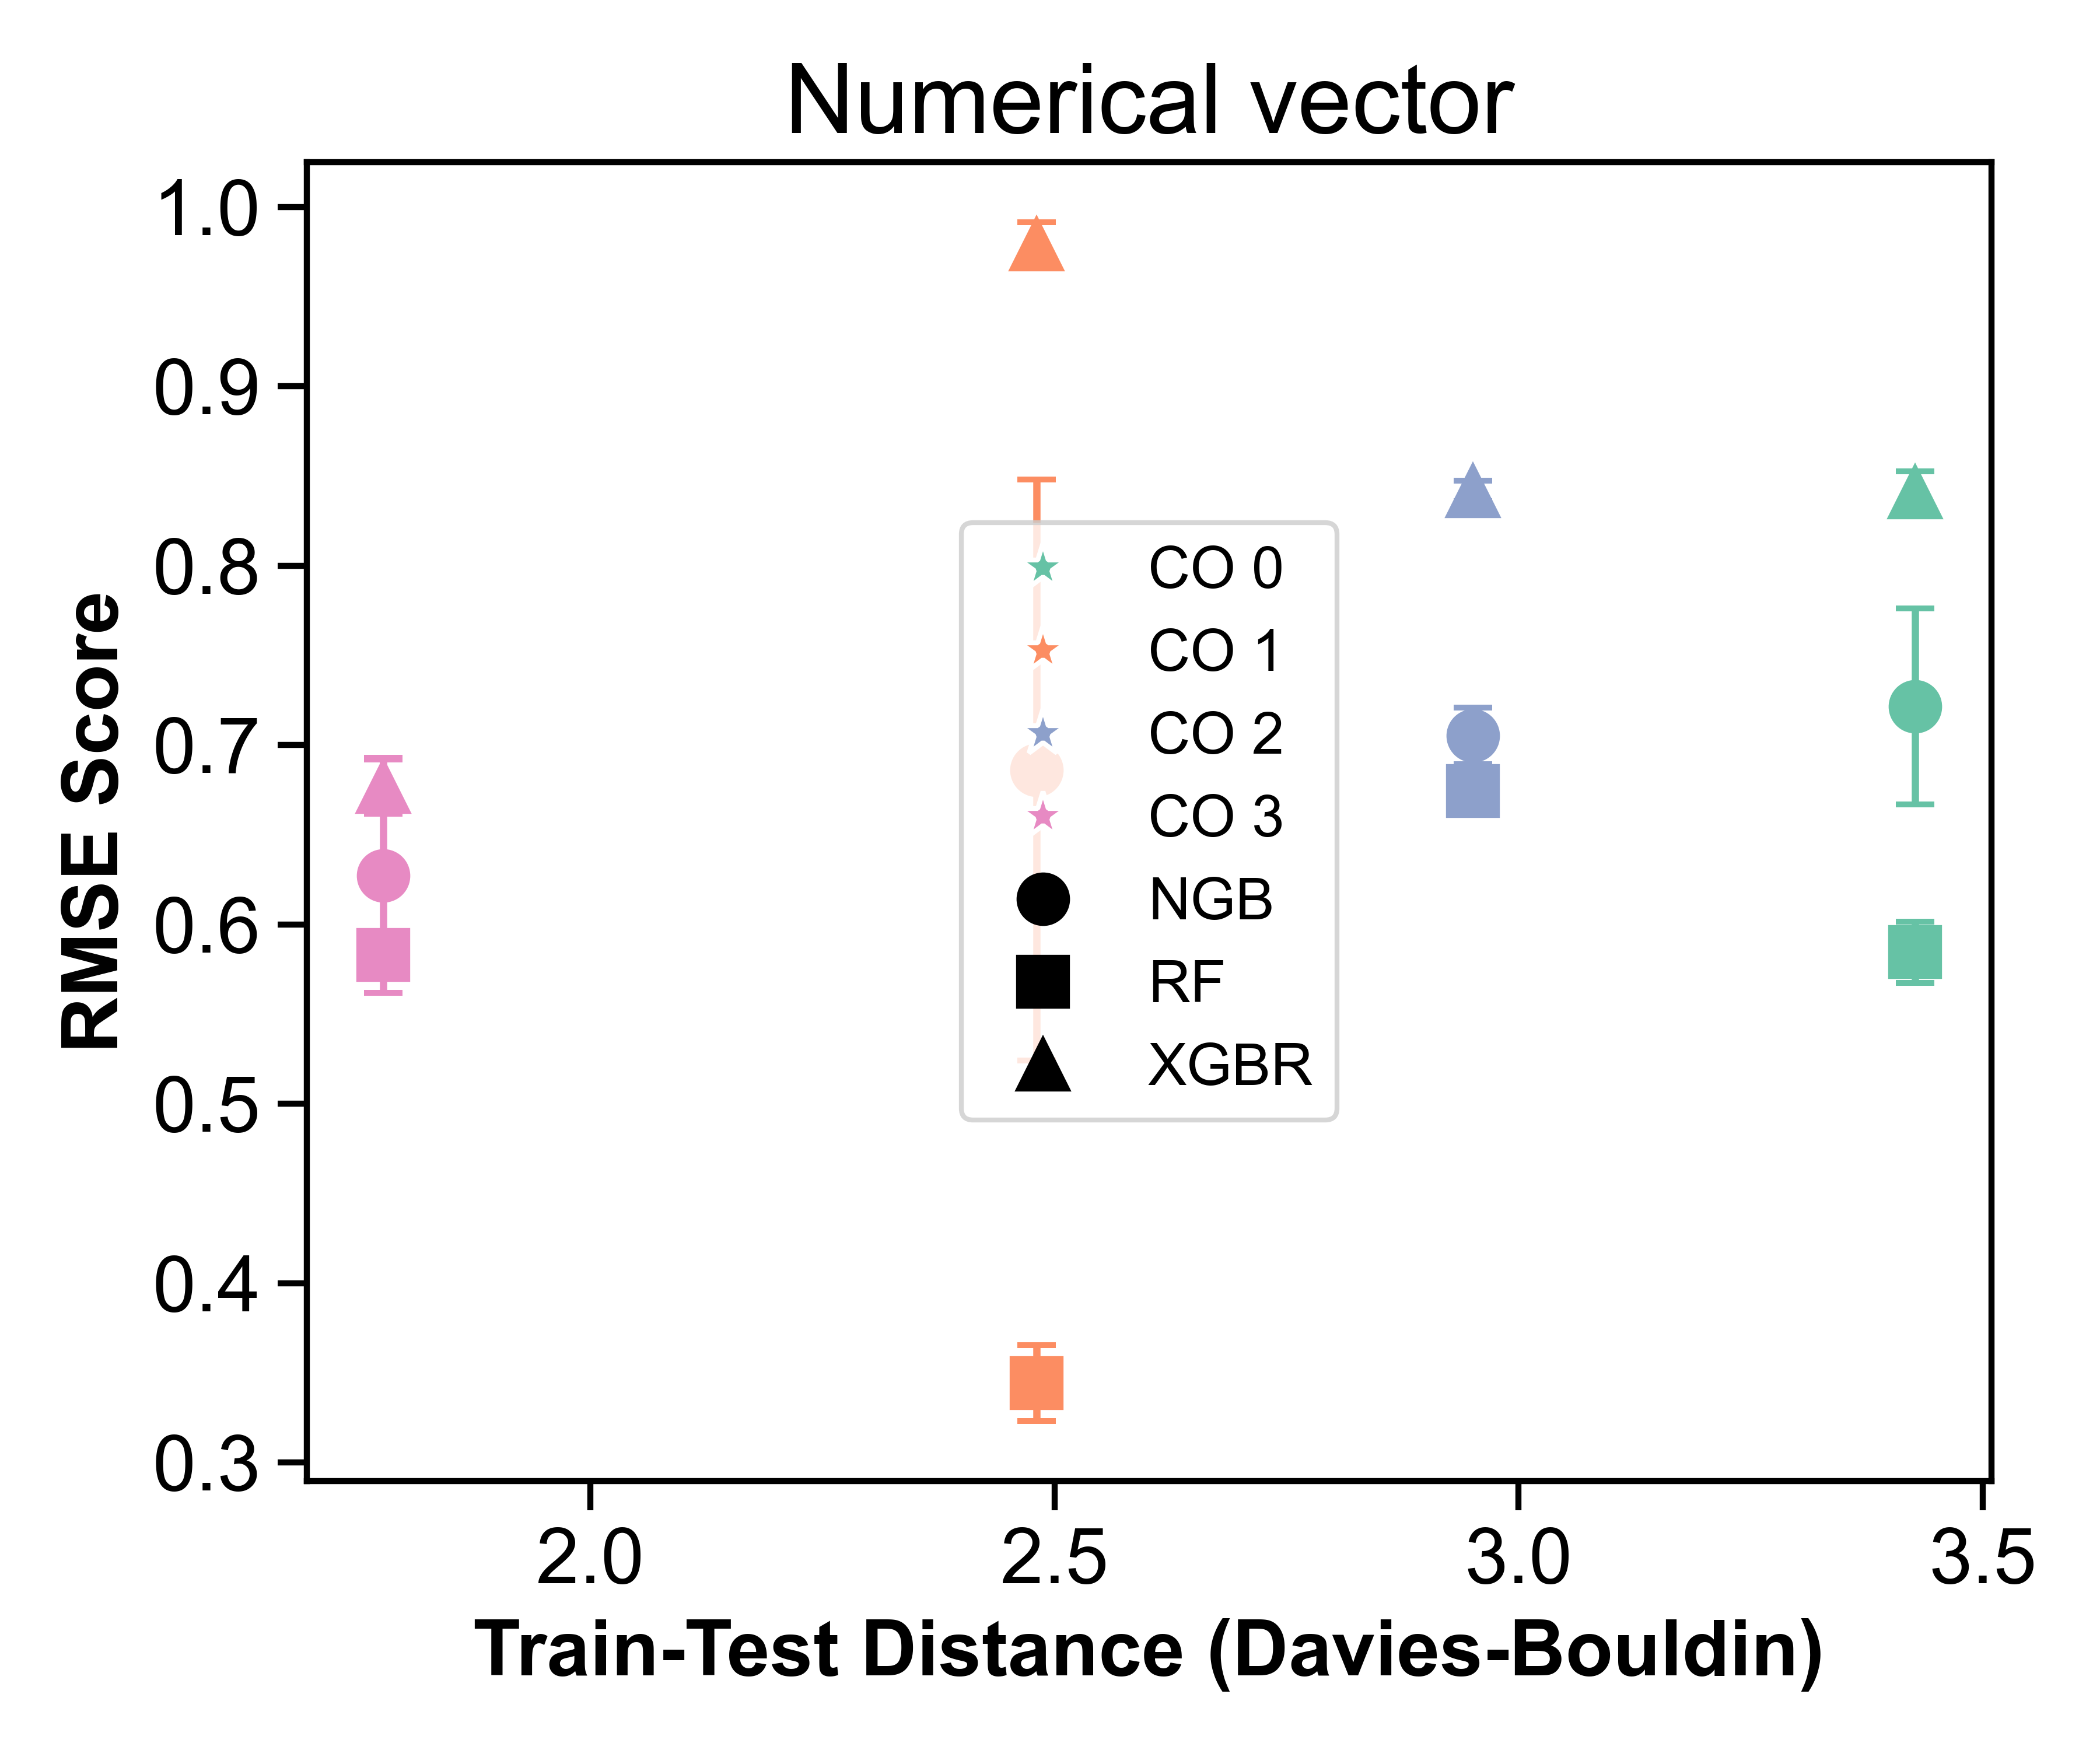 Numerical vector
RMSE Score
1.0
0.9
0.8
0.7
0.6
0.5
0.4
0.3
CO 0
CO 1
CO 2
CO 3
NGB
RF
XGBR
2.0 2.5 3.0 3.5
Train-Test Distance (Davies-Bouldin)